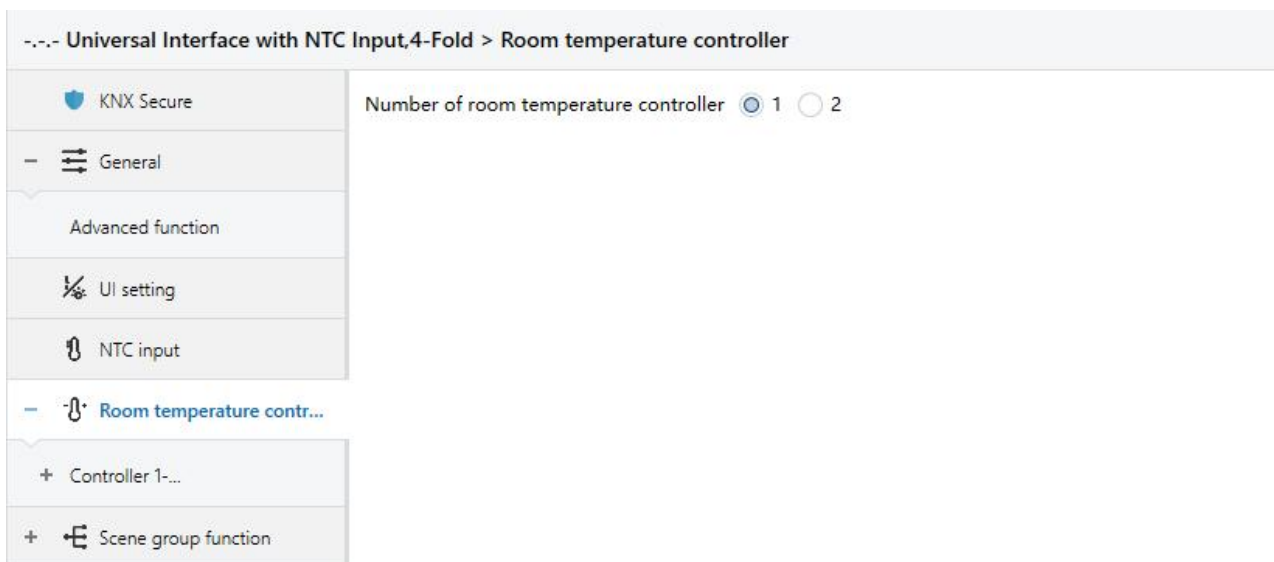 -.-.- Universal Interface with NTC Input,4-Fold > Room temperature controller
KNX Secure
Number of room temperature controller 1 2
General
Advanced function
UI setting
NTC input
Room temperature contr...
Controller 1-...
Scene group function